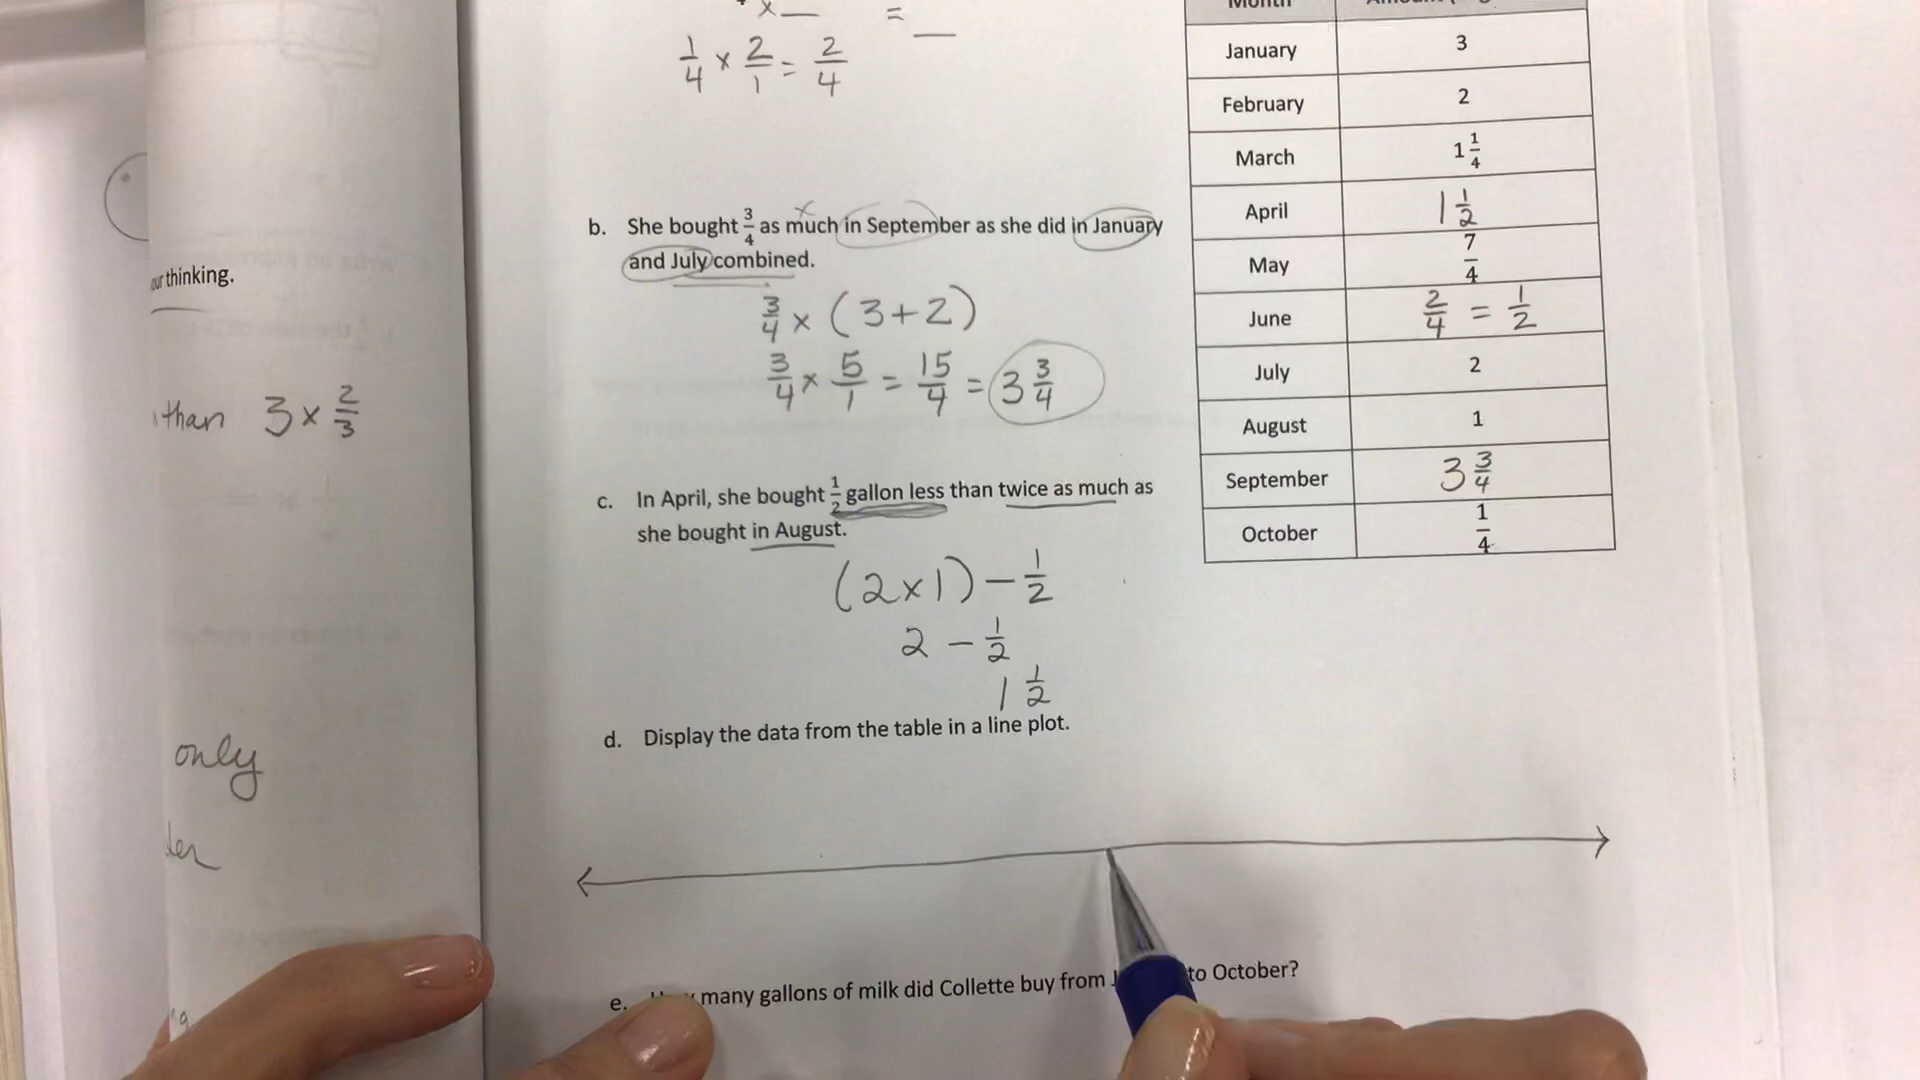 x __ = __
1/4 x 2/1 = 2/4
b. She bought 3/4 as much in September as she did in January
and July combined.
x
3/4 x (3+2)
3/4 x 5/1 = 15/4 = 3 3/4
c. In April, she bought 1/2 gallon less than twice as much as
she bought in August.
(2x1) - 1/2
2 - 1/2
1 1/2
d. Display the data from the table in a line plot.
e. many gallons of milk did Collette buy from to October?
Month
January 3
February 2
March 1 1/4
April 1 1/2
May 7/4
June 2/4 = 1/2
July 2
August 1
September 3 3/4
October 1/4
thinking.
than 3 x 2/3
only